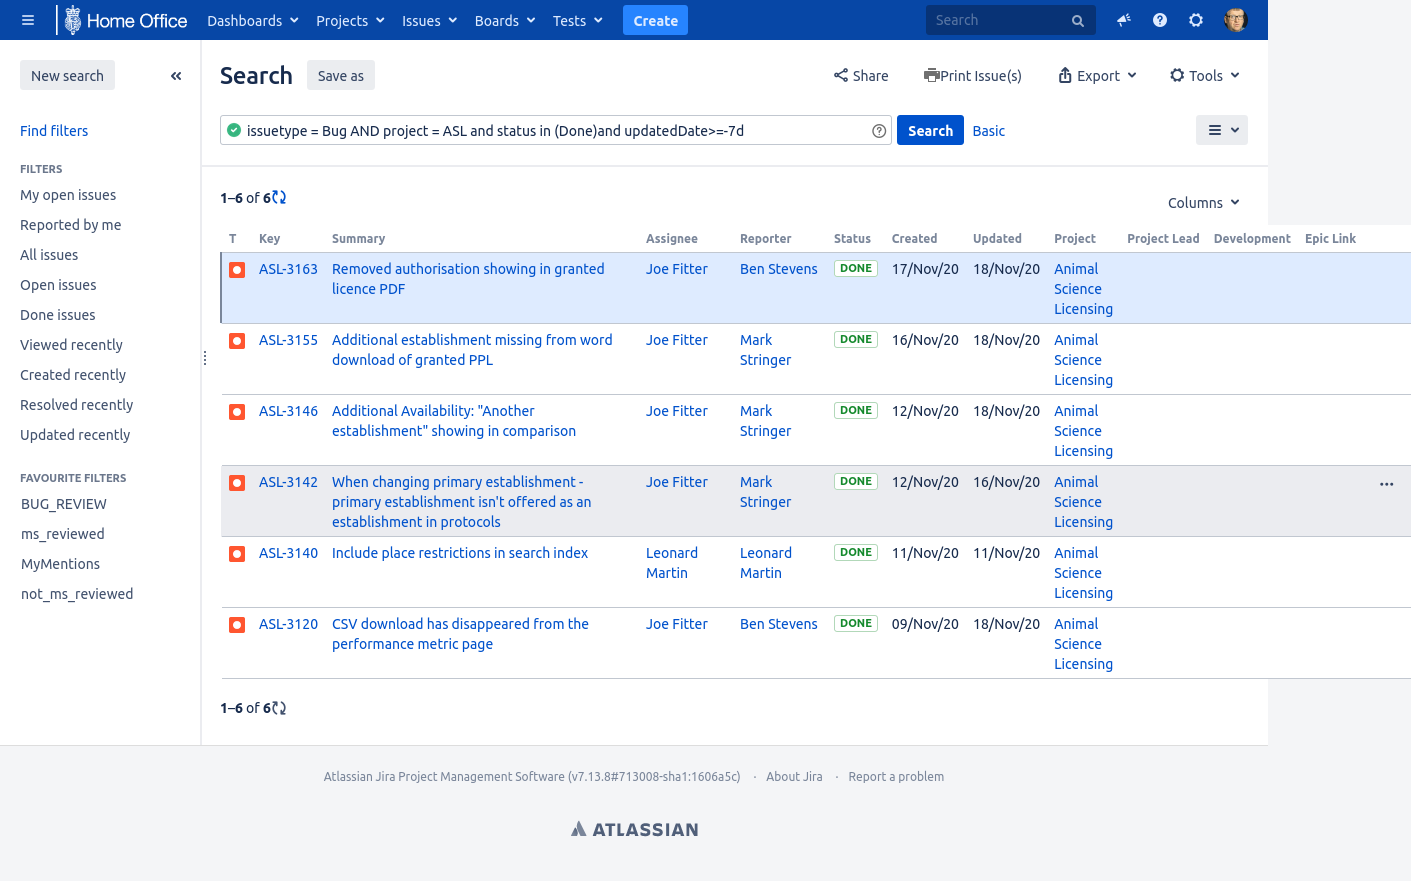 Home Office Dashboards Projects Issues Boards Tests Create Search
New search
Search Save as Share Print Issue(s) Export Tools
Find filters
issuetype = Bug AND project = ASL and status in (Done)and updatedDate>=-7d Search Basic
FILTERS
My open issues
Reported by me
All issues
Open issues
Done issues
Viewed recently
Created recently
Resolved recently
Updated recently
FAVOURITE FILTERS
BUG_REVIEW
ms_reviewed
MyMentions
not_ms_reviewed
1–6 of 6
Columns
T Key Summary Assignee Reporter Status Created Updated Project Project Lead Development Epic Link
ASL-3163 Removed authorisation showing in granted Joe Fitter Ben Stevens DONE 17/Nov/20 18/Nov/20 Animal
licence PDF Science
Licensing
ASL-3155 Additional establishment missing from word Joe Fitter Mark DONE 16/Nov/20 18/Nov/20 Animal
download of granted PPL Stringer Science
Licensing
ASL-3146 Additional Availability: "Another Joe Fitter Mark DONE 12/Nov/20 18/Nov/20 Animal
establishment" showing in comparison Stringer Science
Licensing
ASL-3142 When changing primary establishment - Joe Fitter Mark DONE 12/Nov/20 16/Nov/20 Animal
primary establishment isn't offered as an Stringer Science
establishment in protocols Licensing
ASL-3140 Include place restrictions in search index Leonard Leonard DONE 11/Nov/20 11/Nov/20 Animal
Martin Martin Science
Licensing
ASL-3120 CSV download has disappeared from the Joe Fitter Ben Stevens DONE 09/Nov/20 18/Nov/20 Animal
performance metric page Science
Licensing
1–6 of 6
Atlassian Jira Project Management Software (v7.13.8#713008-sha1:1606a5c) · About Jira · Report a problem
ATLASSIAN